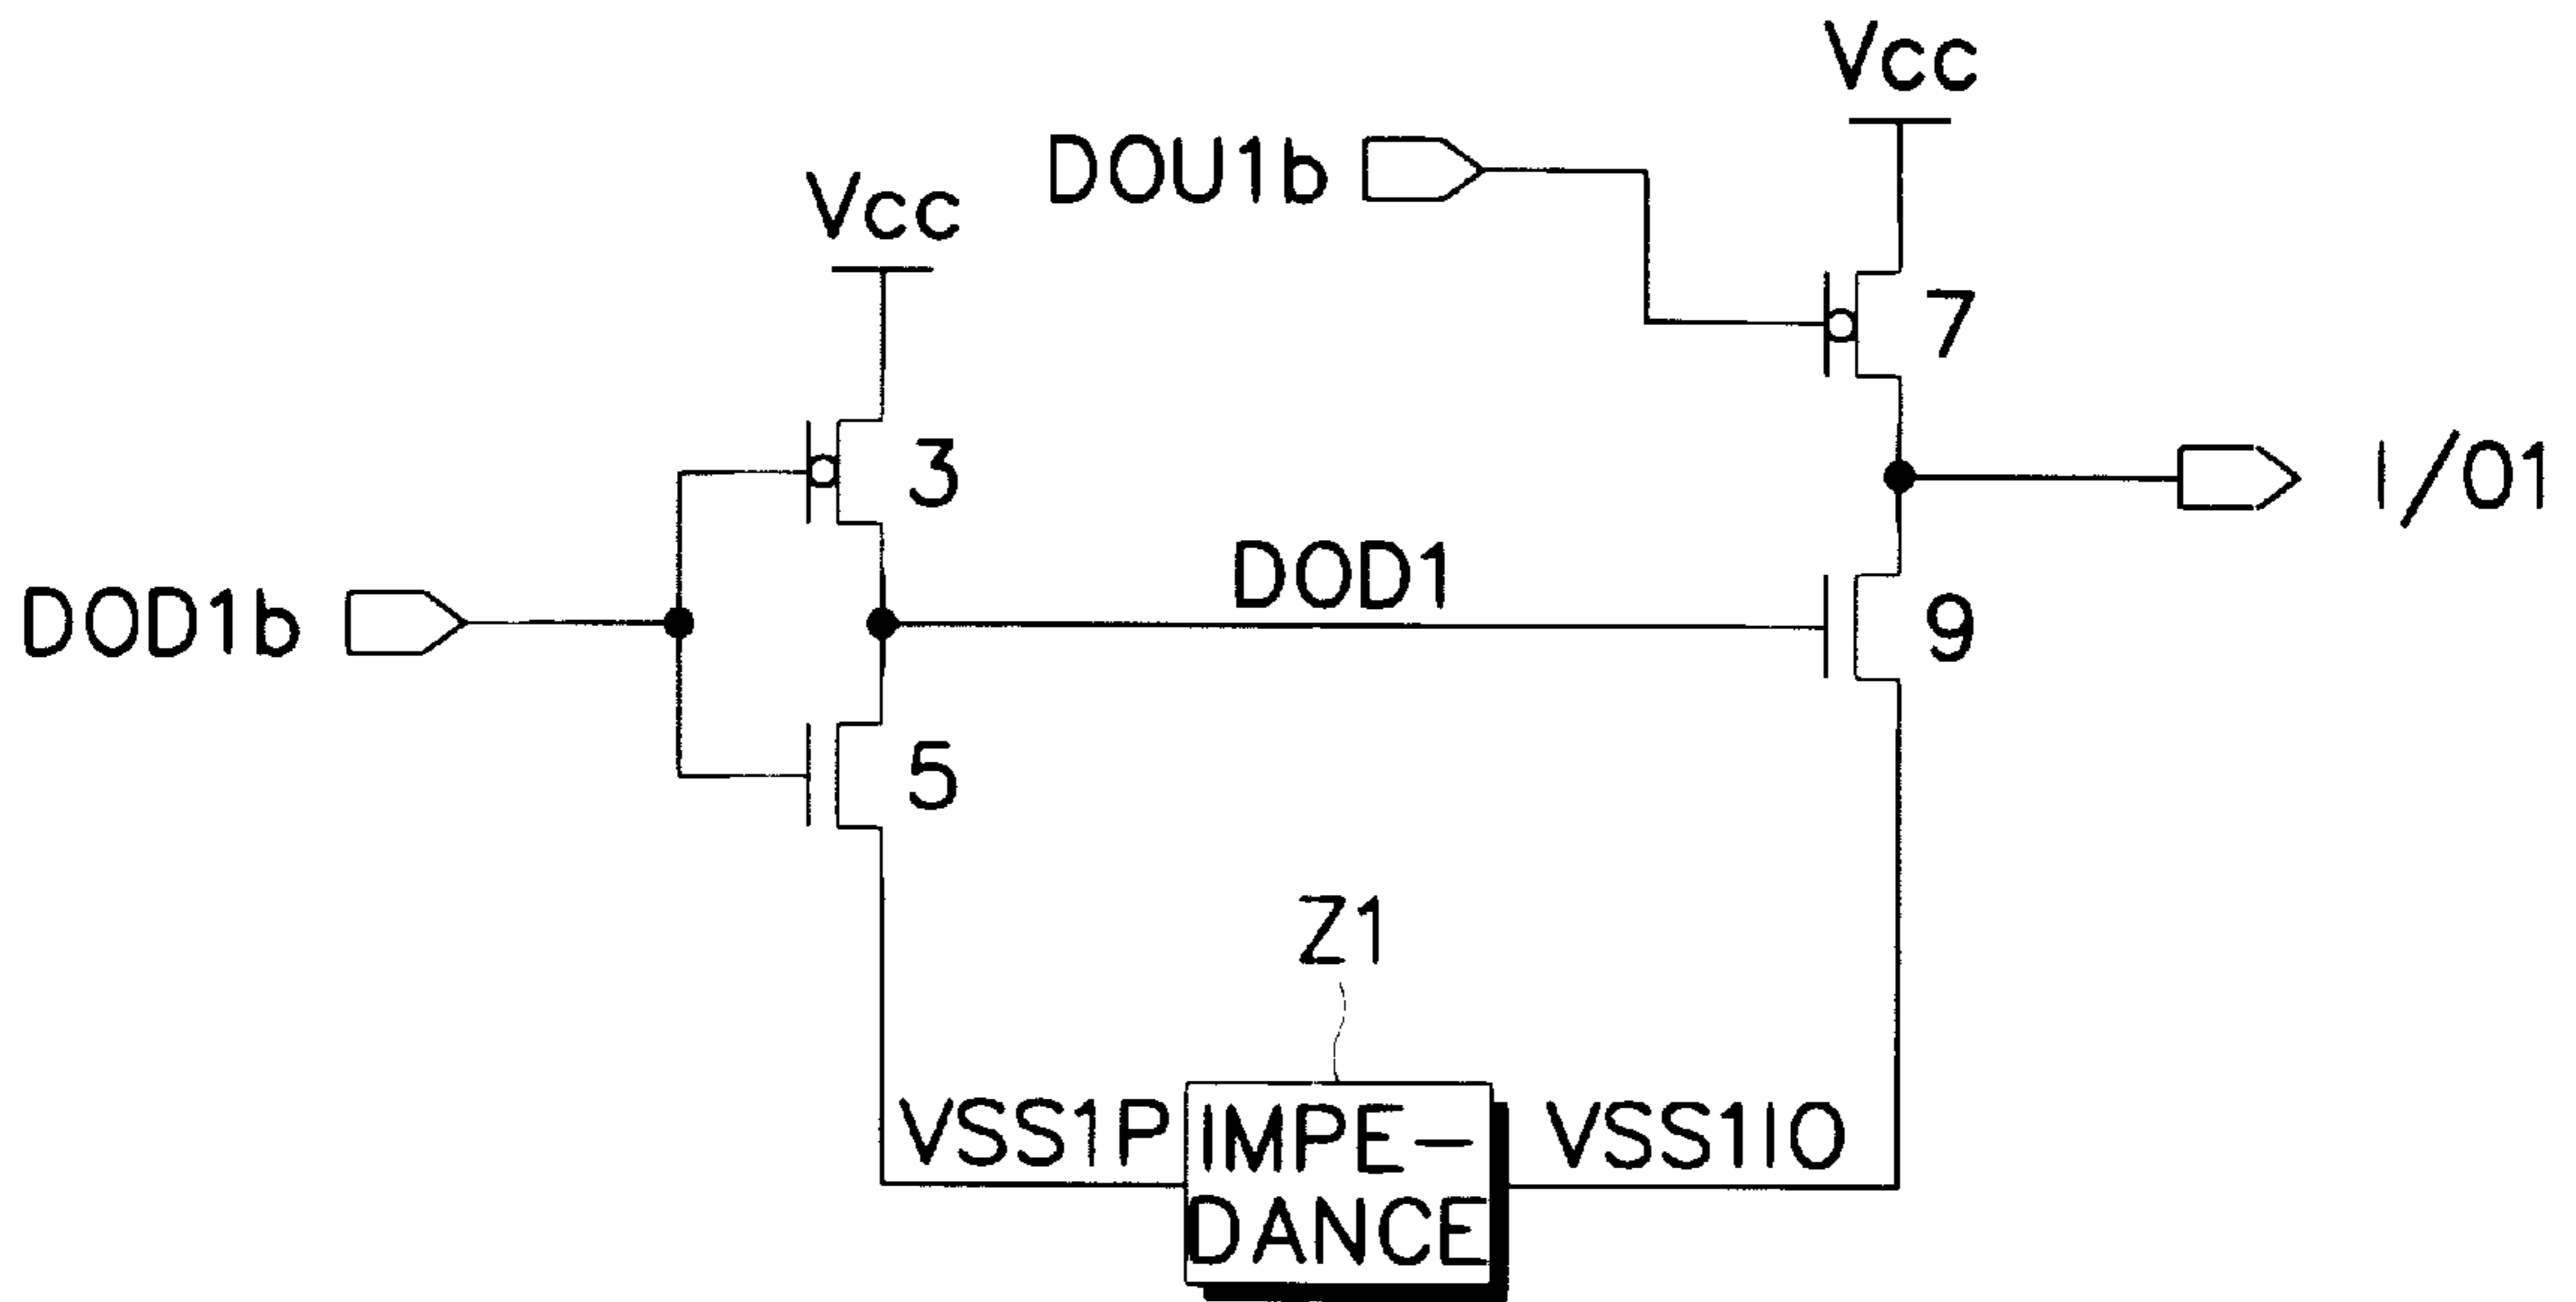 Vcc
DOU1b
Vcc
7
3
I/O1
DOD1
DOD1b
9
5
Z1
VSS1P
IMPE-
DANCE
VSS1IO